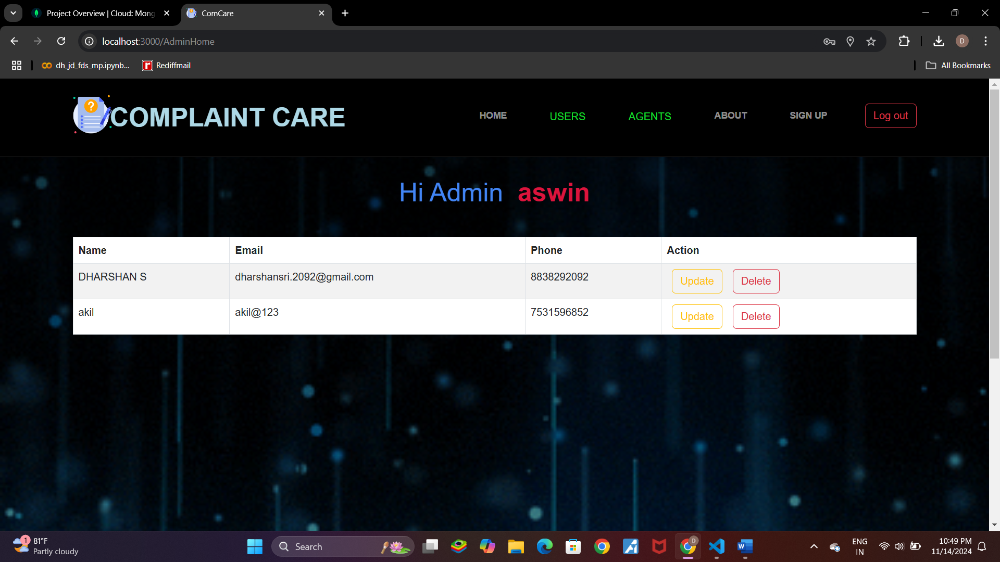 Project Overview | Cloud: Mong
ComCare
localhost:3000/AdminHome
D
dh_jd_fds_mp.ipynb...
Rediffmail
All Bookmarks
COMPLAINT CARE
HOME
USERS
AGENTS
ABOUT
SIGN UP
Log out
Hi Admin aswin
Name Email Phone Action
DHARSHAN S dharshansri.2092@gmail.com 8838292092 Update Delete
akil akil@123 7531596852 Update Delete
1
81°F
Partly cloudy
Search
D
ENG
IN
10:49 PM
11/14/2024